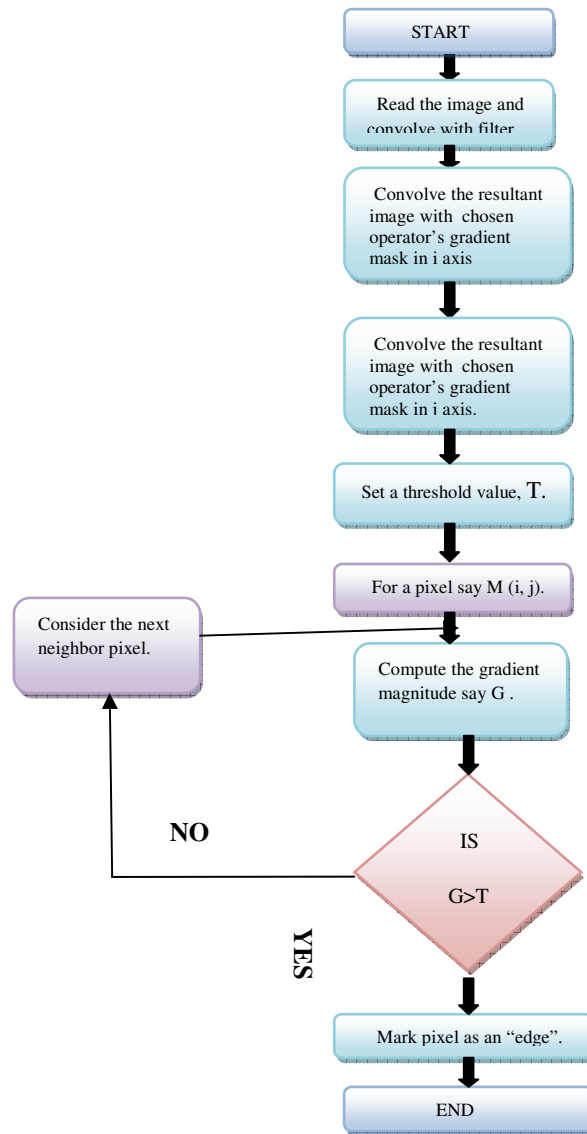 START
Read the image and
convolve with filter
Convolve the resultant
image with chosen
operator’s gradient
mask in i axis
Convolve the resultant
image with chosen
operator’s gradient
mask in i axis.
Set a threshold value, T.
For a pixel say M (i, j).
Consider the next
neighbor pixel.
Compute the gradient
magnitude say G .
NO
IS
G>T
YES
Mark pixel as an “edge”.
END